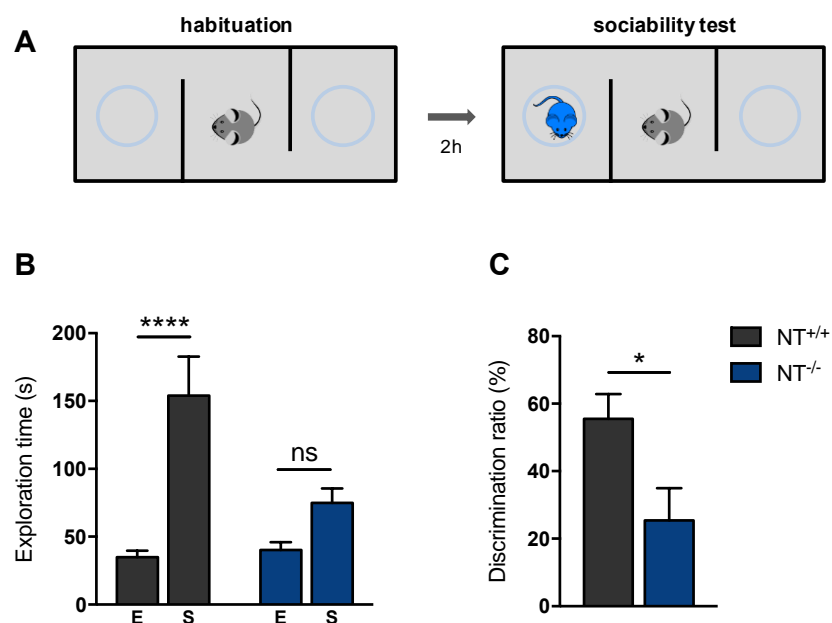 A
habituation
sociability test
2h
B
C
Exploration time (s)
200
150
100
50
0
****
ns
E
S
E
S
Discrimination ratio (%)
80
60
40
20
0
*
NT+/+
NT-/-